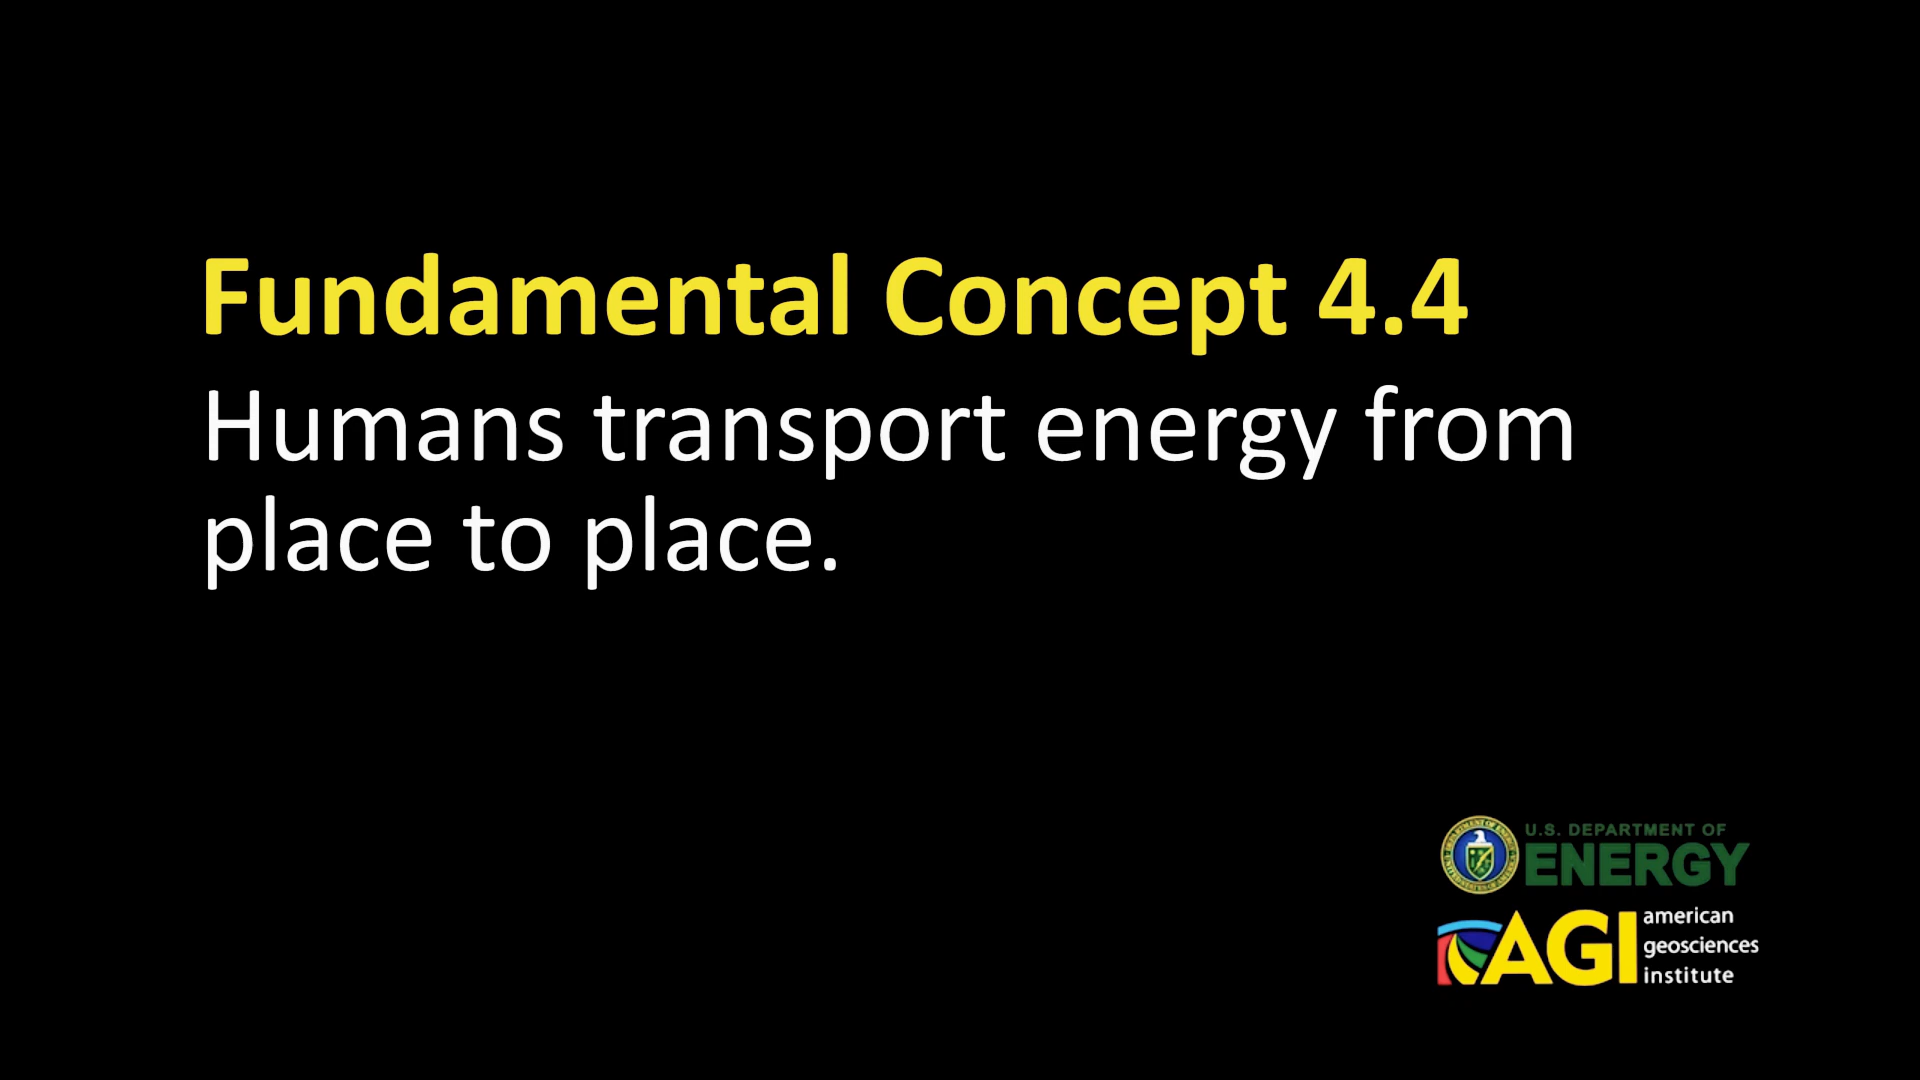 Fundamental Concept 4.4
Humans transport energy from
place to place.
U.S. DEPARTMENT OF
ENERGY
AGI
american
geosciences
institute